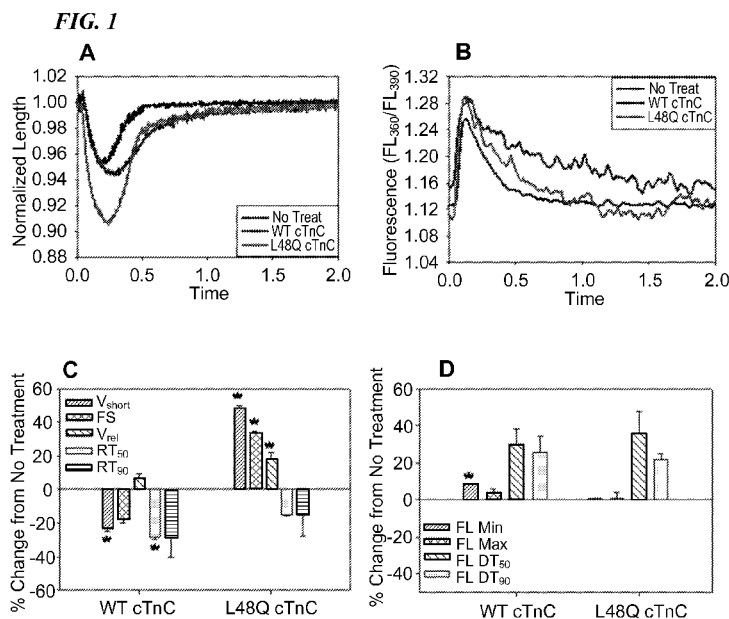 FIG. 1
A
Normalized Length
1.02
1.00
0.98
0.96
0.94
0.92
0.90
0.88
No Treat
WT cTnC
L48Q cTnC
0.0 0.5 1.0 1.5 2.0
Time
B
Fluorescence (FL360/FL390)
1.32
1.28
1.24
1.20
1.16
1.12
1.08
1.04
No Treat
WT cTnC
L48Q cTnC
0.0 0.5 1.0 1.5 2.0
Time
C
% Change from No Treatment
60
40
20
0
-20
-40
-60
Vshort
FS
Vrel
RT50
RT90
WT cTnC L48Q cTnC
D
% Change from No Treatment
60
40
20
0
-20
-40
FL Min
FL Max
FL DT50
FL DT90
WT cTnC L48Q cTnC